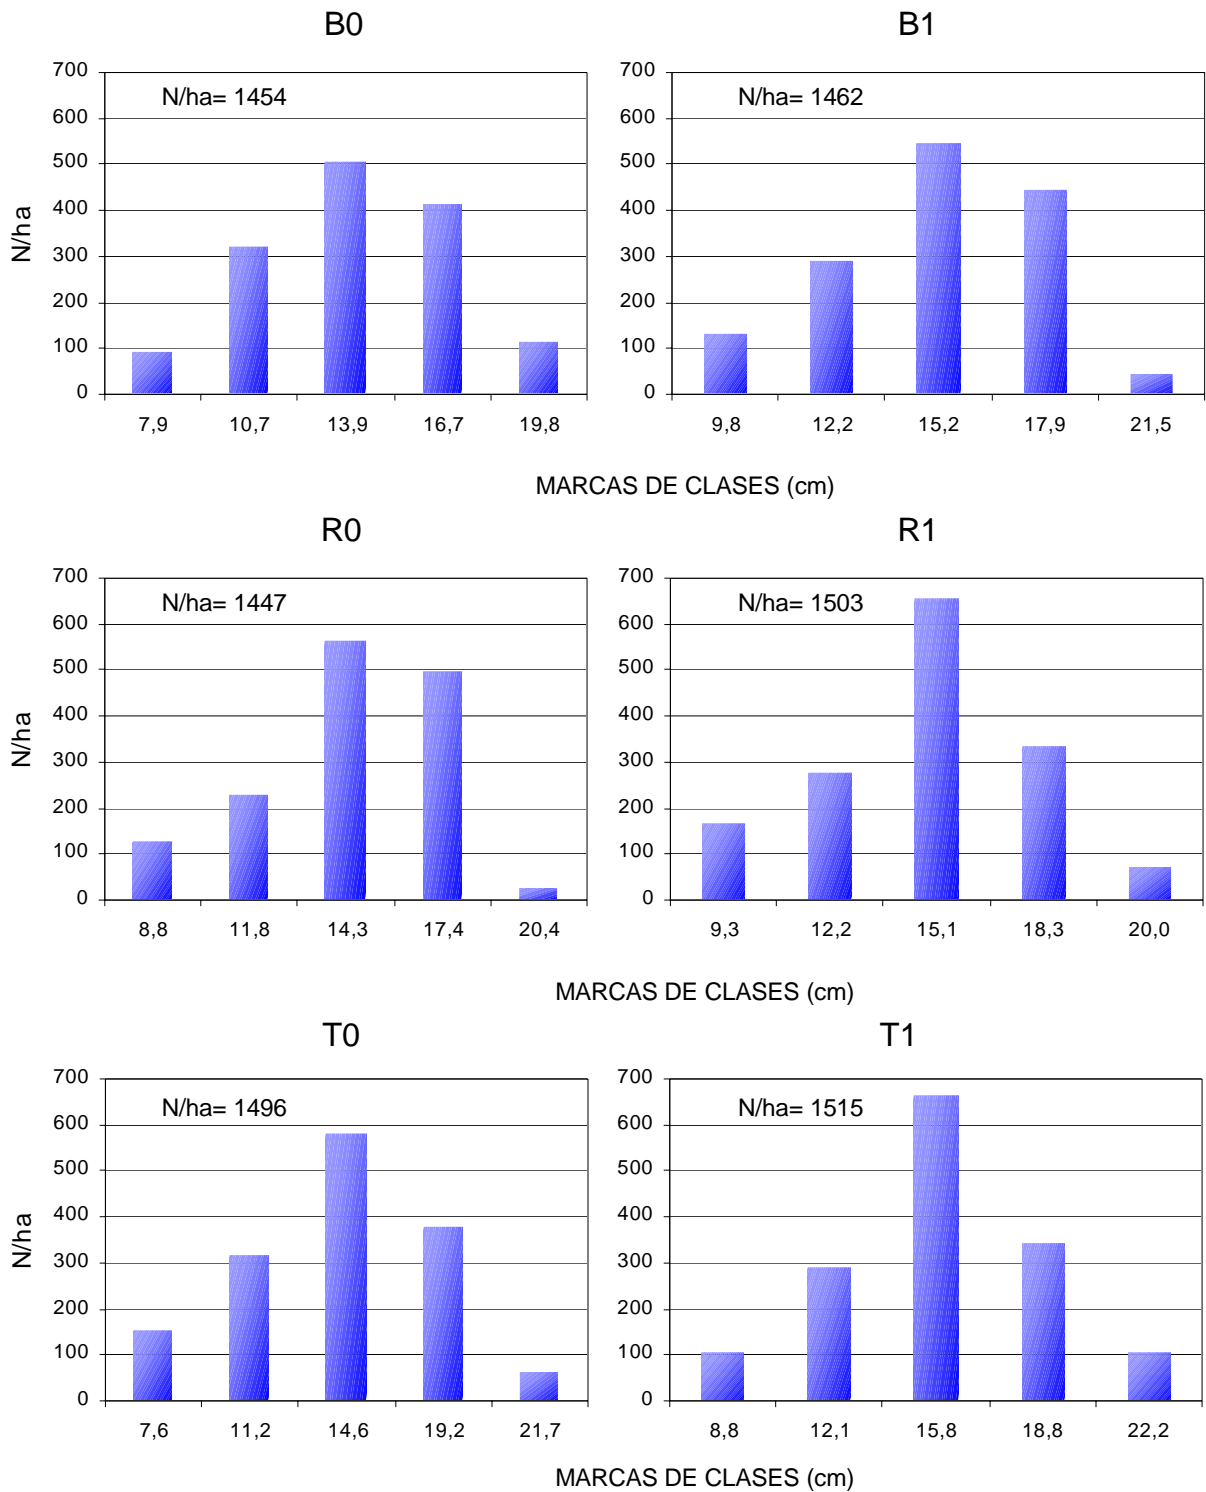 B0
B1
700
600
500
400
300
200
100
0
N/ha
N/ha= 1454
7,9 10,7 13,9 16,7 19,8
700
600
500
400
300
200
100
0
N/ha= 1462
9,8 12,2 15,2 17,9 21,5
MARCAS DE CLASES (cm)
R0
R1
700
600
500
400
300
200
100
0
N/ha
N/ha= 1447
8,8 11,8 14,3 17,4 20,4
700
600
500
400
300
200
100
0
N/ha= 1503
9,3 12,2 15,1 18,3 20,0
MARCAS DE CLASES (cm)
T0
T1
700
600
500
400
300
200
100
0
N/ha
N/ha= 1496
7,6 11,2 14,6 19,2 21,7
700
600
500
400
300
200
100
0
N/ha= 1515
8,8 12,1 15,8 18,8 22,2
MARCAS DE CLASES (cm)